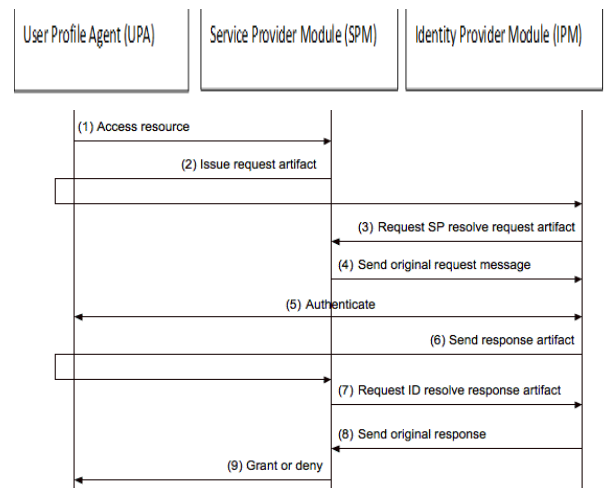 User Profile Agent (UPA)
Service Provider Module (SPM)
Identity Provider Module (IPM)
(1) Access resource
(2) Issue request artifact
(3) Request SP resolve request artifact
(4) Send original request message
(5) Authenticate
(6) Send response artifact
(7) Request ID resolve response artifact
(8) Send original response
(9) Grant or deny